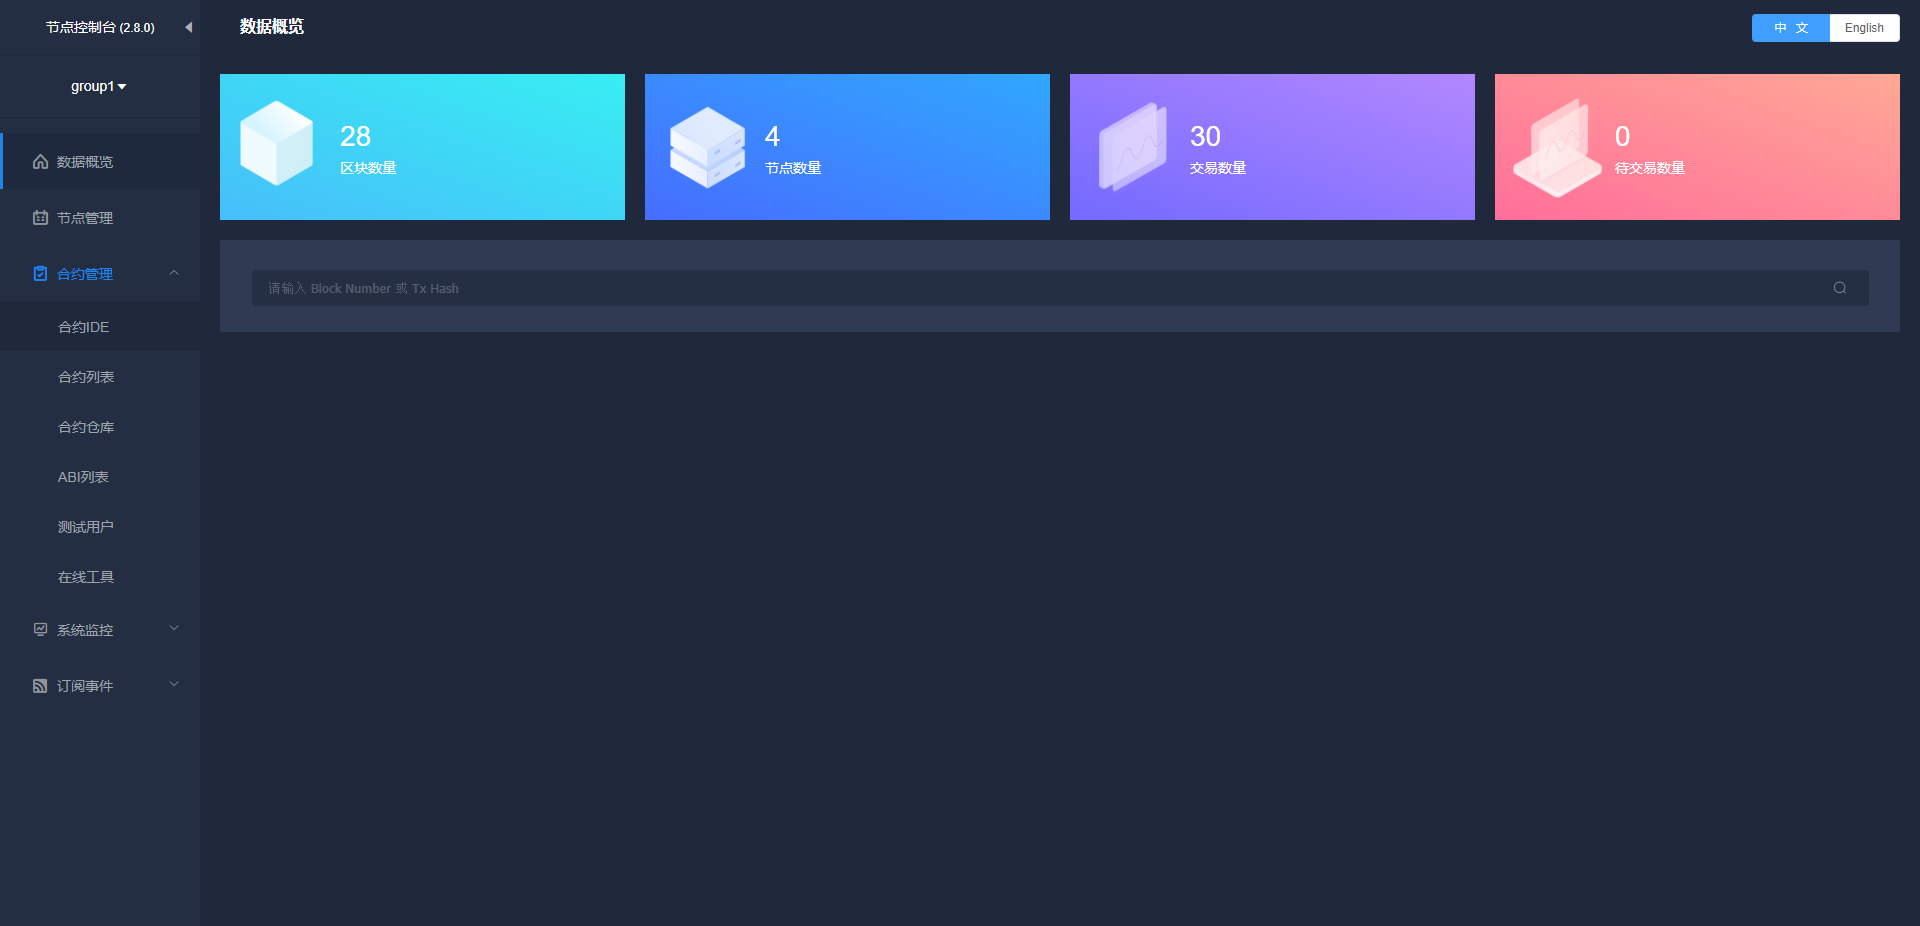 节点控制台 (2.8.0)
group1
数据概览
节点管理
合约管理
合约IDE
合约列表
合约仓库
ABI列表
测试用户
在线工具
系统监控
订阅事件
数据概览
中 文
English
28
区块数量
4
节点数量
30
交易数量
0
待交易数量
请输入 Block Number 或 Tx Hash